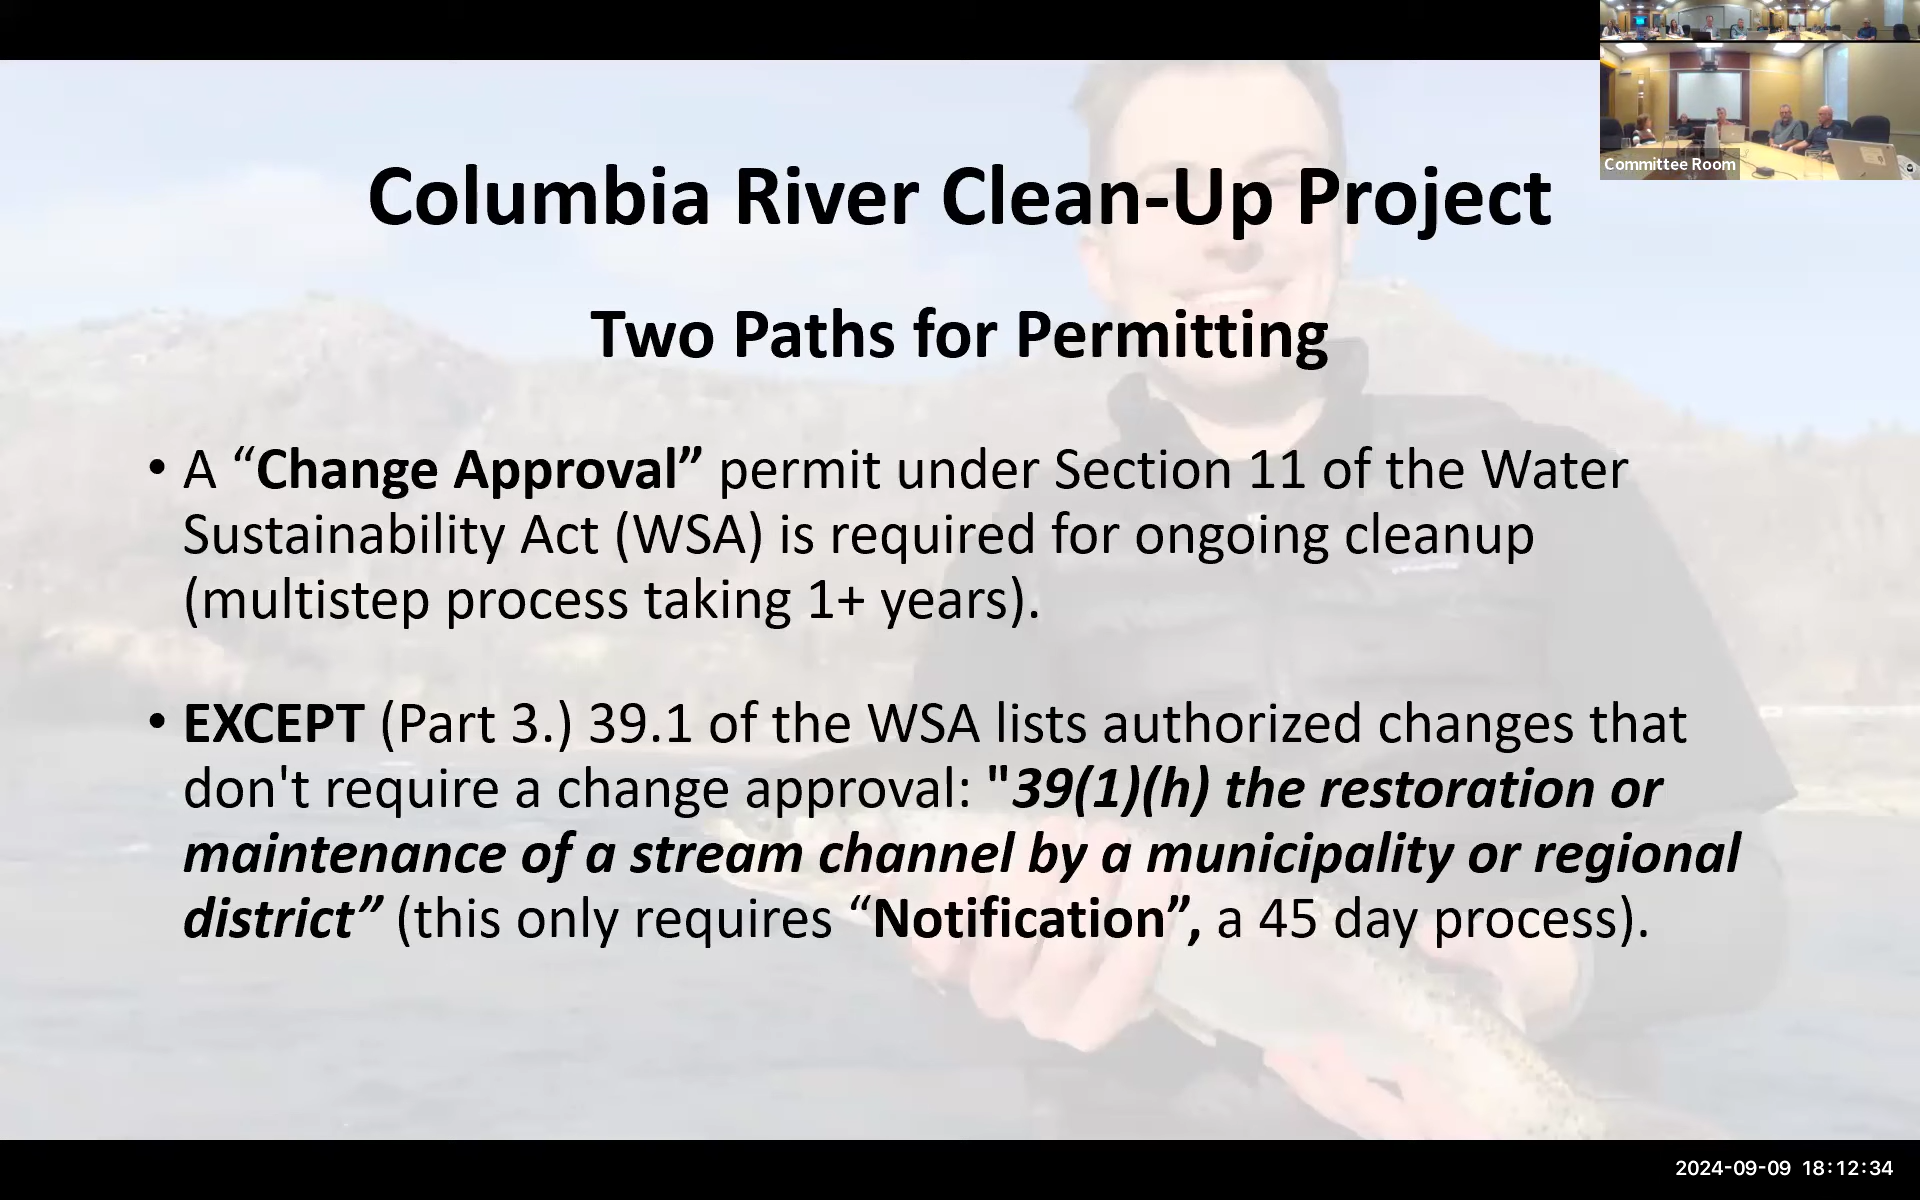 Committee Room
Columbia River Clean-Up Project
Two Paths for Permitting
• A “Change Approval” permit under Section 11 of the Water
Sustainability Act (WSA) is required for ongoing cleanup
(multistep process taking 1+ years).
• EXCEPT (Part 3.) 39.1 of the WSA lists authorized changes that
don't require a change approval: "39(1)(h) the restoration or
maintenance of a stream channel by a municipality or regional
district” (this only requires “Notification”, a 45 day process).
2024-09-09 18:12:34